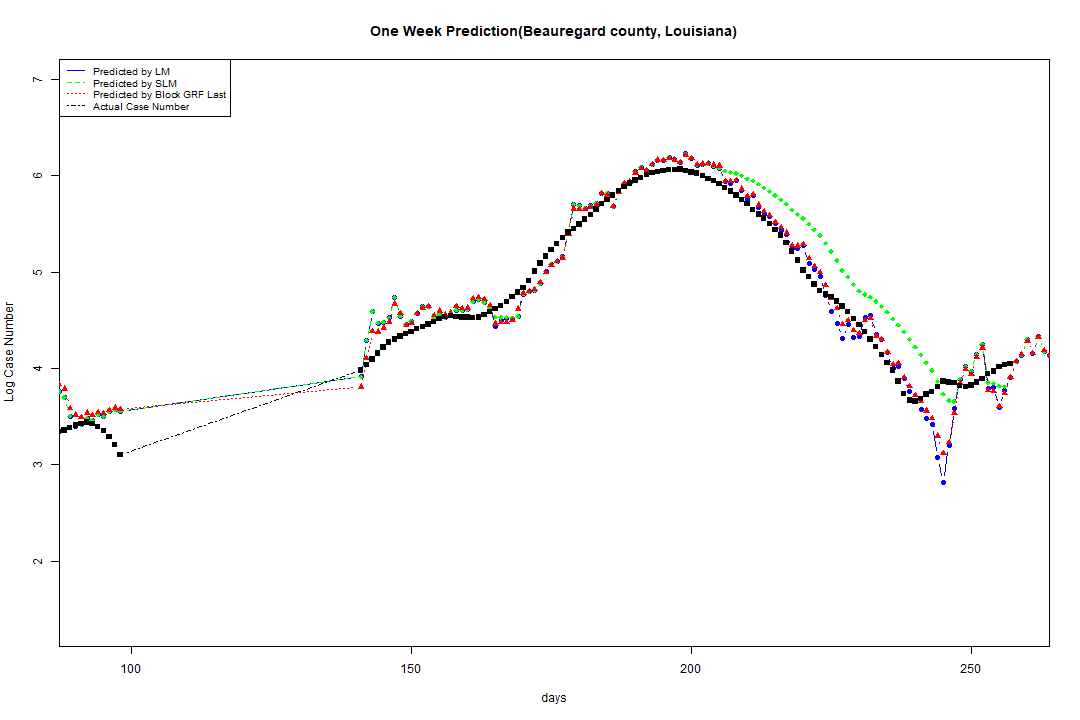 One Week Prediction(Beauregard county, Louisiana)
Predicted by LM
Predicted by SLM
Predicted by Block GRF Last
Actual Case Number
Log Case Number
7
6
5
4
3
2
100 150 200 250
days